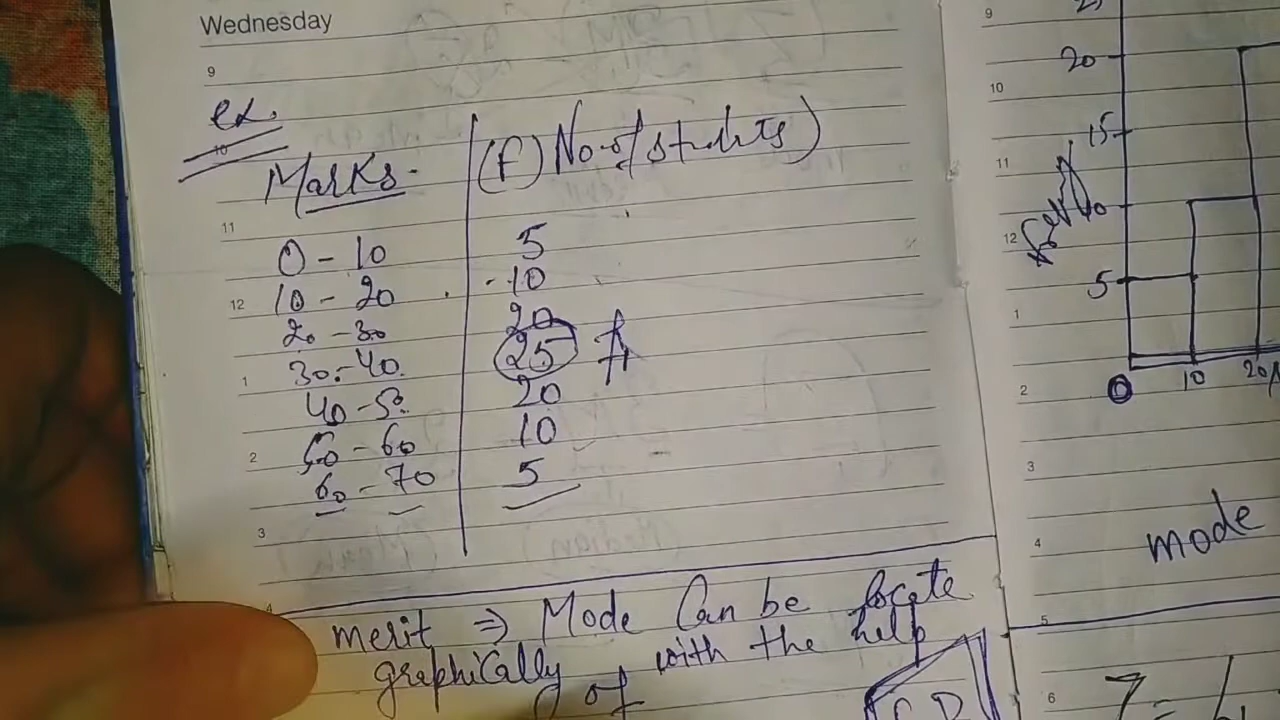 Wednesday
9
ex.
10
Marks. (f) No. of students)
11
0 - 10 5
10 - 20 10
12
20 - 30 20
30 - 40 25
1
40 - 50 20
50 - 60 10
2
60 - 70 5
3
4
merit ⇒ Mode Can be locate
graphically with the help
of
9
20
10
15
11
10
12
5
1
0 10 20
2
3
mode
4
5
6